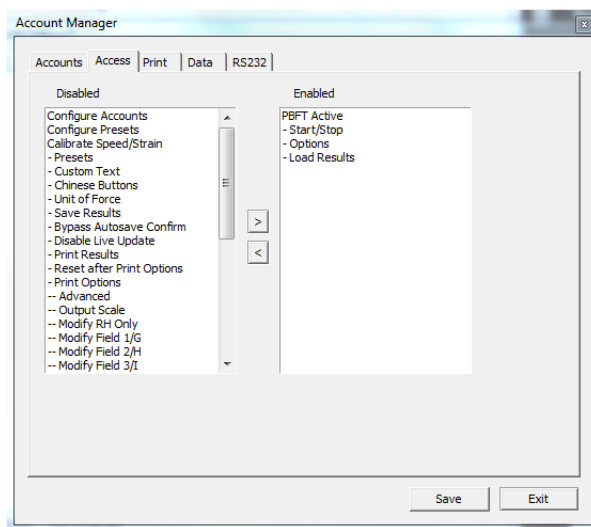 Account Manager
Accounts Access Print Data RS232
Disabled
Configure Accounts
Configure Presets
Calibrate Speed/Strain
- Presets
- Custom Text
- Chinese Buttons
- Unit of Force
- Save Results
- Bypass Autosave Confirm
- Disable Live Update
- Print Results
- Reset after Print Options
- Print Options
-- Advanced
-- Output Scale
-- Modify RH Only
-- Modify Field 1/G
-- Modify Field 2/H
-- Modify Field 3/I
>
<
Enabled
PBFT Active
- Start/Stop
- Options
- Load Results
Save Exit